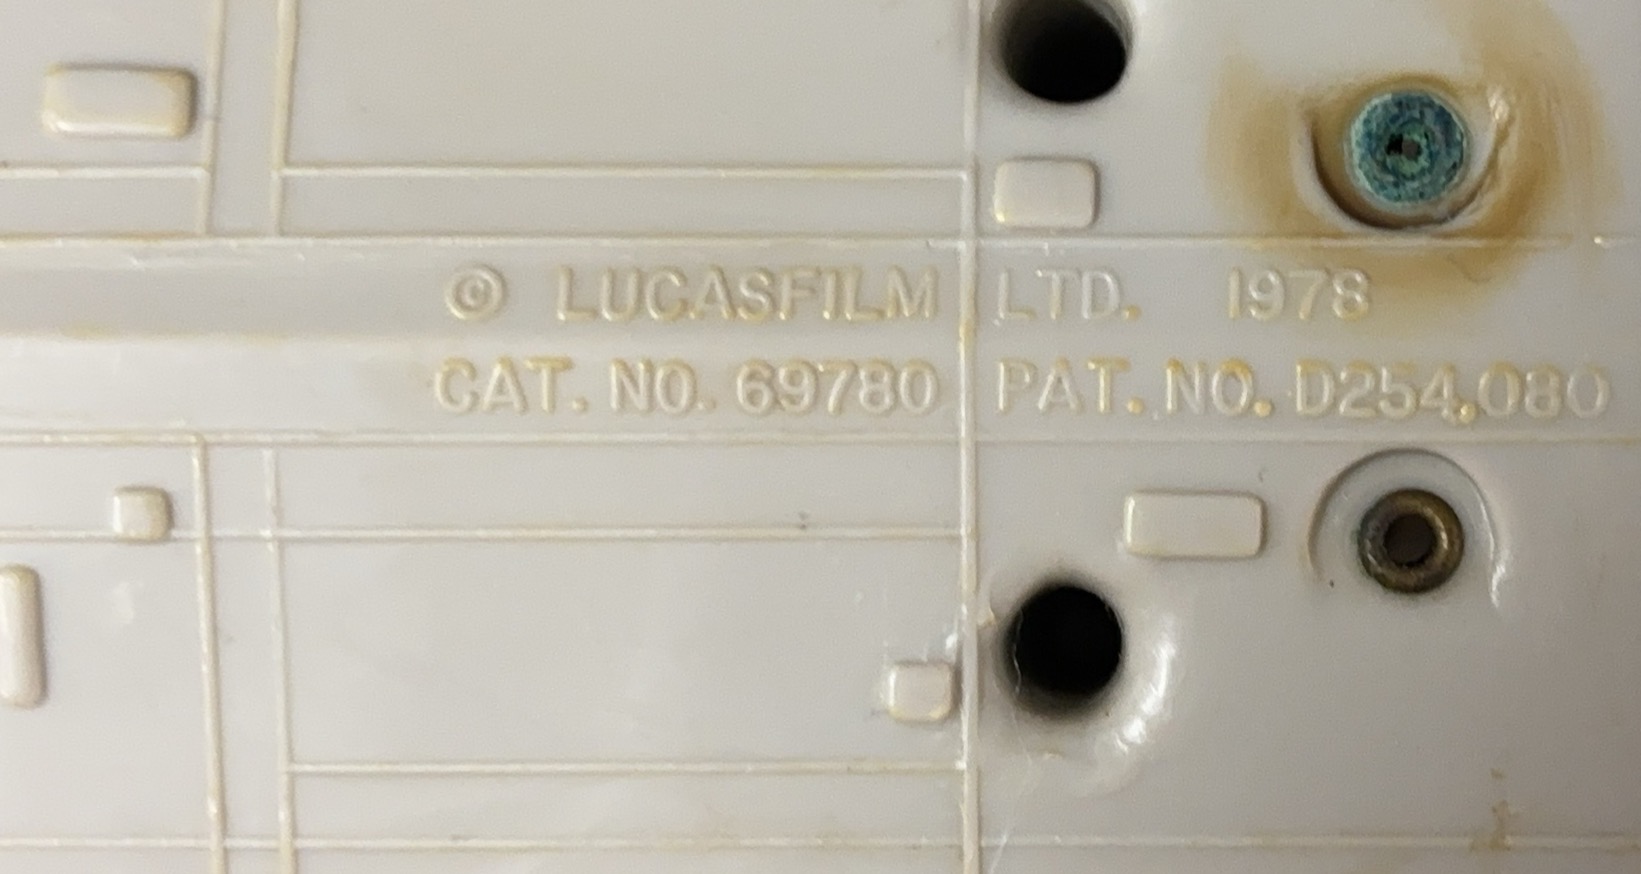 © LUCASFILM LTD. 1978
CAT. NO. 69780 PAT. NO. D254,080